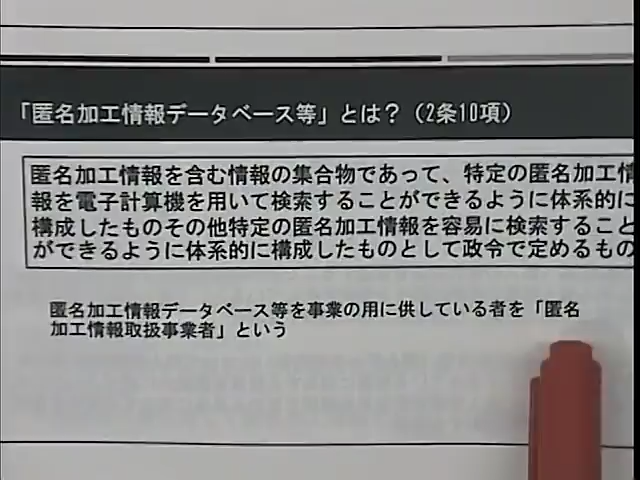 「匿名加工情報データベース等」とは？（2条10項）
匿名加工情報を含む情報の集合物であって、特定の匿名加工情
報を電子計算機を用いて検索することができるように体系的に
構成したものその他特定の匿名加工情報を容易に検索すること
ができるように体系的に構成したものとして政令で定めるもの
匿名加工情報データベース等を事業の用に供している者を「匿名
加工情報取扱事業者」という